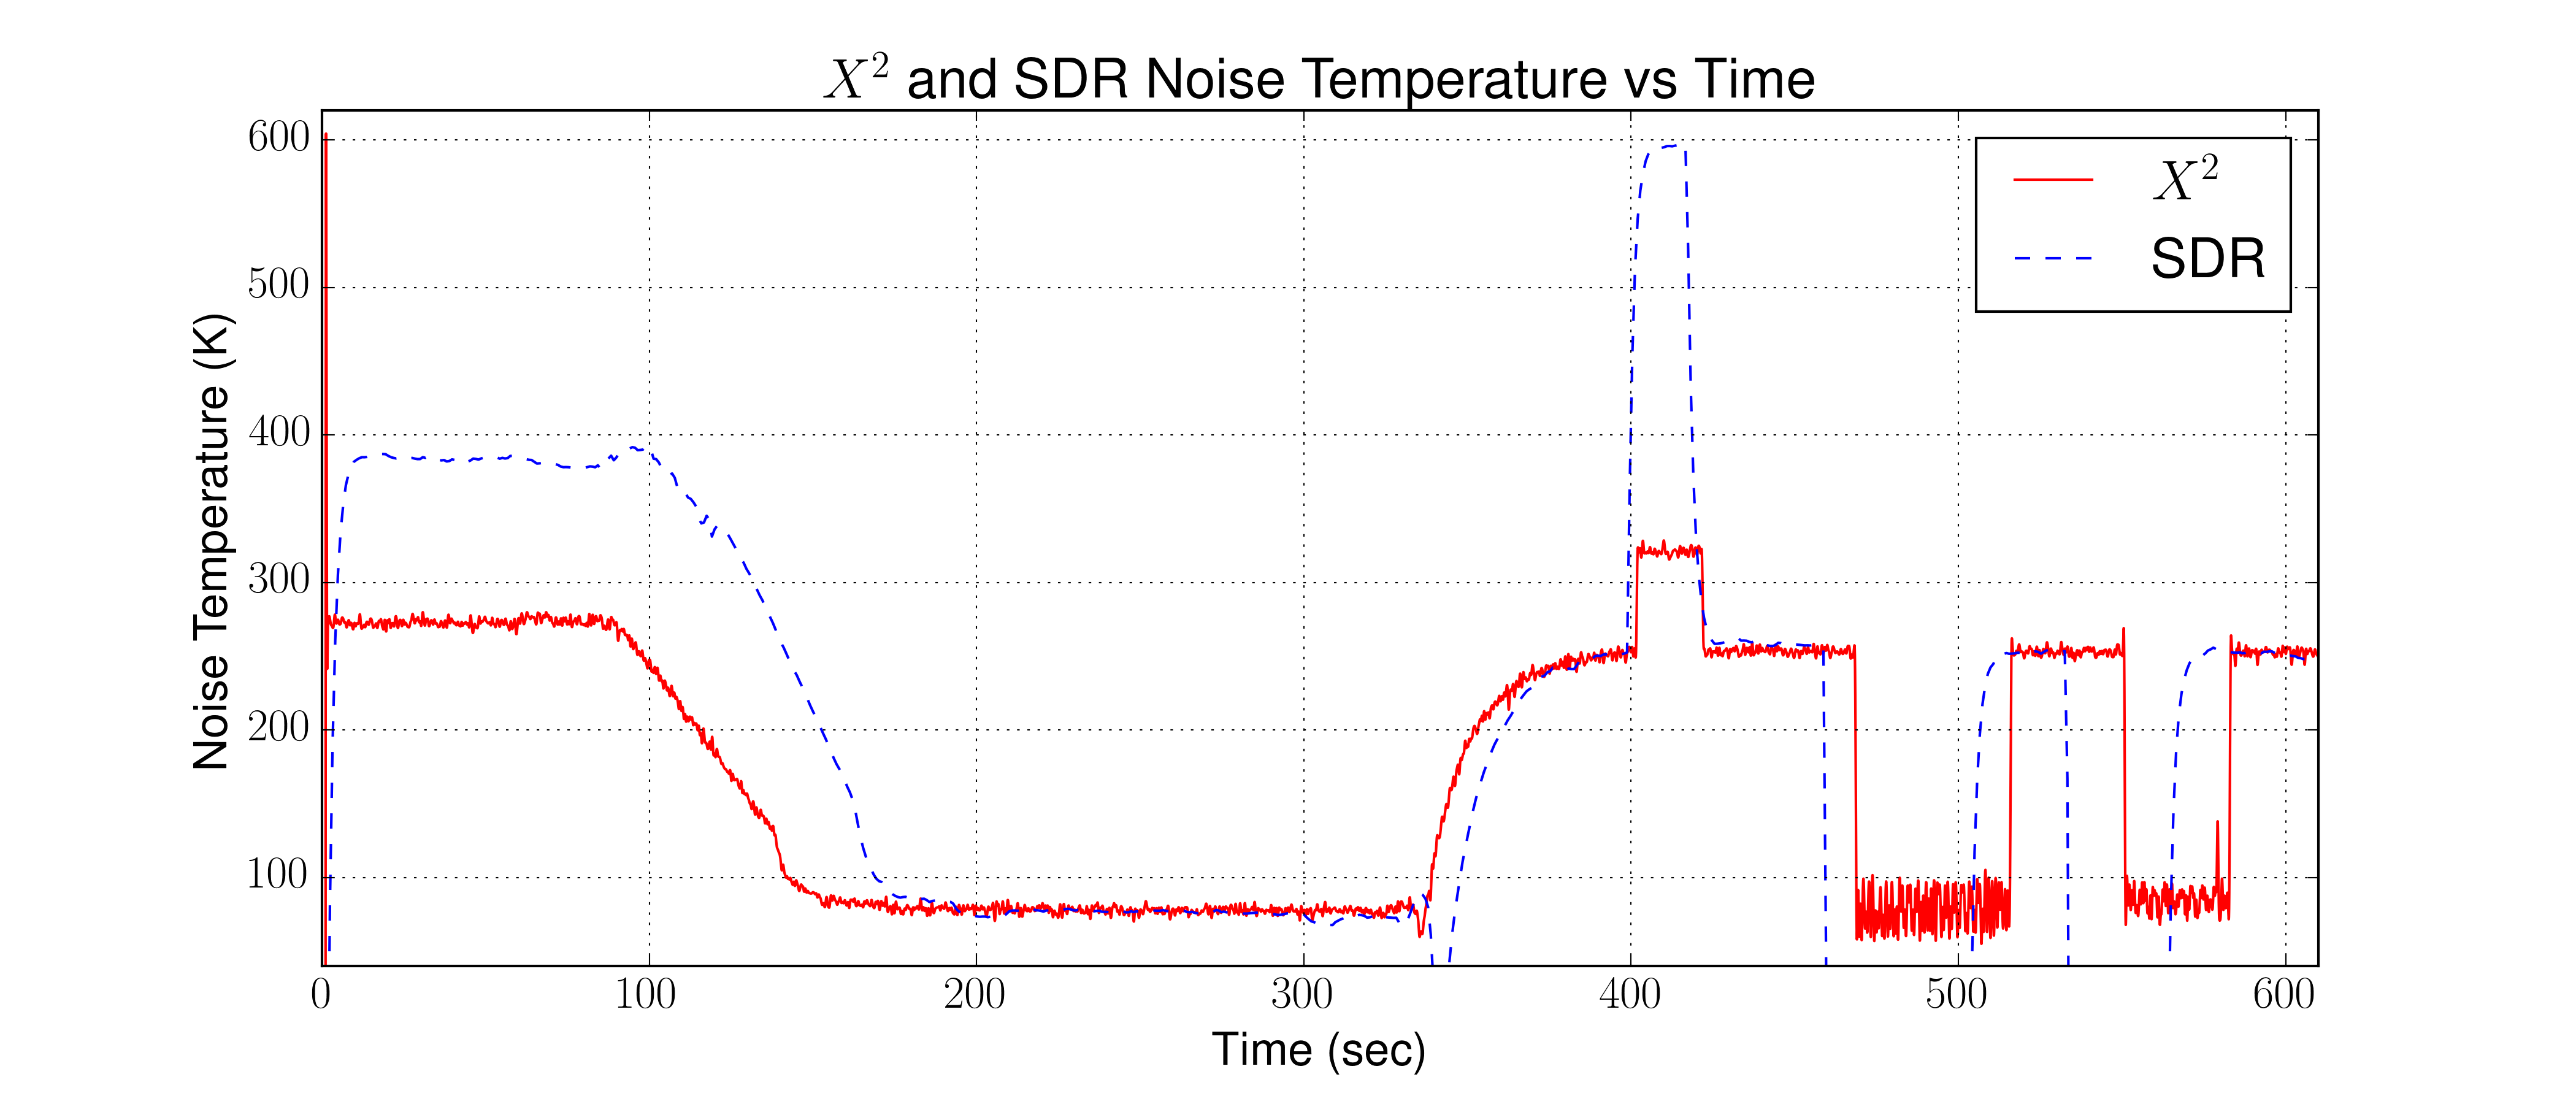 X² and SDR Noise Temperature vs Time
600
500
400
300
200
100
Noise Temperature (K)
X²
SDR
0 100 200 300 400 500 600
Time (sec)